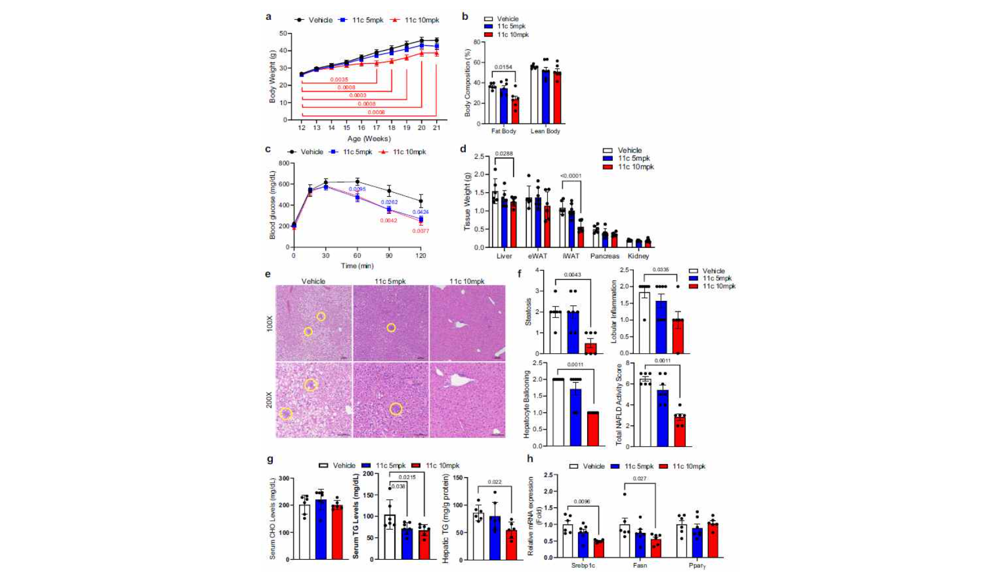 a
Vehicle 11c 5mpk 11c 10mpk
Body Weight (g)
50
40
30
20
10
0
0.0035
0.0008
0.0003
0.0008
0.0006
12 13 14 15 16 17 18 19 20 21
Age (Weeks)
b
Vehicle
11c 5mpk
11c 10mpk
Body Composition (%)
80
60
40
20
0
0.0154
Fat Body Lean Body
c
Vehicle 11c 5mpk 11c 10mpk
Blood glucose (mg/dL)
800
600
400
200
0
0.0095
0.0262
0.0424
0.0042
0.0077
0 30 60 90 120
Time (min)
d
Vehicle
11c 5mpk
11c 10mpk
Tissue Weight (g)
2.5
2.0
1.5
1.0
0.5
0.0
0.0288
<0.0001
Liver eWAT iWAT Pancreas Kidney
e
Vehicle 11c 5mpk 11c 10mpk
100X
200X
f
Vehicle
11c 5mpk
11c 10mpk
Steatosis
4
3
2
1
0
0.0043
Lobular Inflammation
2.5
2.0
1.5
1.0
0.5
0.0
0.0335
Hepatocyte Ballooning
2.5
2.0
1.5
1.0
0.5
0.0
0.0011
Total NAFLD Activity Score
8
6
4
2
0
0.0011
g
Vehicle 11c 5mpk 11c 10mpk
Serum CHO Levels (mg/dL)
300
200
100
0
Serum TG Levels (mg/dL)
200
150
100
50
0
0.0215
0.038
Hepatic TG (mg/g protein)
150
100
50
0
0.022
h
Vehicle 11c 5mpk 11c 10mpk
Relative mRNA expression
(Fold)
2.5
2.0
1.5
1.0
0.5
0.0
0.0096
0.027
Srebp1c Fasn Pparγ